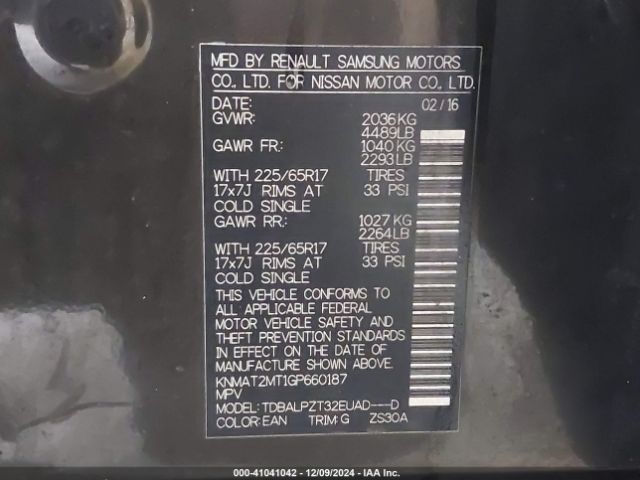 MFD BY RENAULT SAMSUNG MOTORS
CO., LTD. FOR NISSAN MOTOR CO., LTD.
DATE: 02/16
GVWR: 2036KG
4489LB
GAWR FR: 1040 KG
2293LB
WITH 225/65R17 TIRES
17x7J RIMS AT 33 PSI
COLD SINGLE
GAWR RR: 1027 KG
2264LB
WITH 225/65R17 TIRES
17x7J RIMS AT 33 PSI
COLD SINGLE
THIS VEHICLE CONFORMS TO
ALL APPLICABLE FEDERAL
MOTOR VEHICLE SAFETY AND
THEFT PREVENTION STANDARDS
IN EFFECT ON THE DATE OF
MANUFACTURE SHOWN ABOVE.
KNMAT2MT1GP660187
MPV
MODEL: TDBALPZT32EUAD---D
COLOR: EAN TRIM: G ZS30A
000-41041042 - 12/09/2024 - IAA Inc.